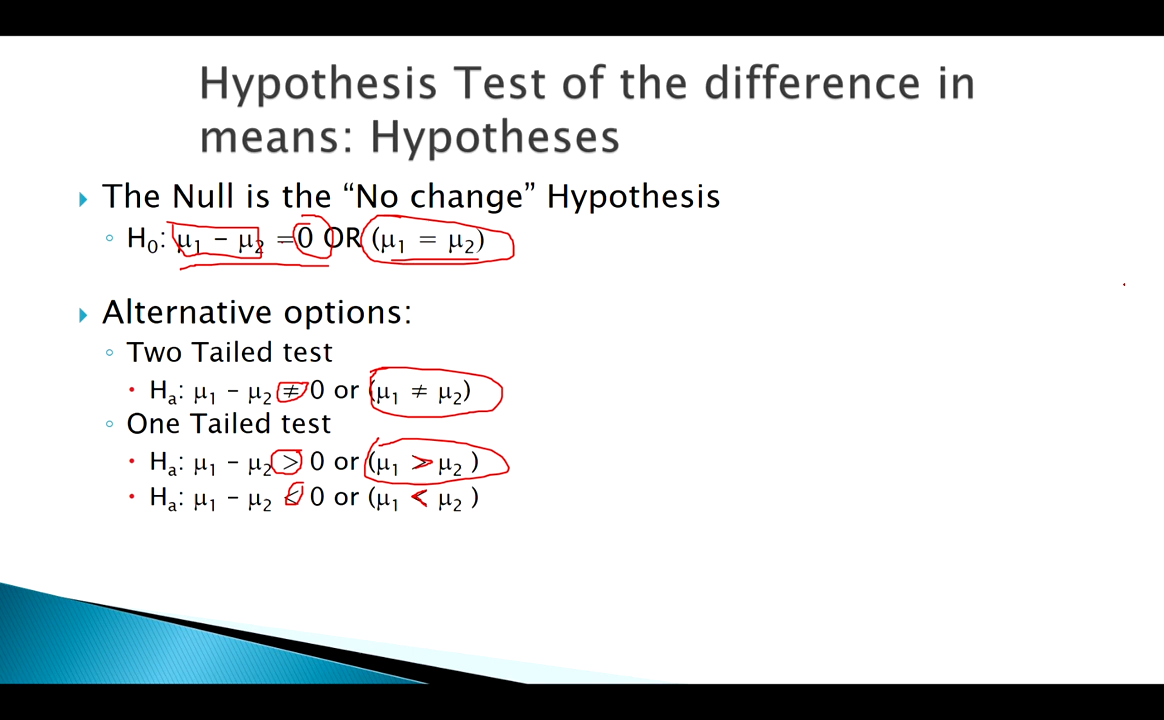 Hypothesis Test of the difference in
means: Hypotheses
The Null is the “No change” Hypothesis
H₀: μ₁ − μ₂ =0 OR (μ₁ = μ₂)
Alternative options:
Two Tailed test
Hₐ: μ₁ − μ₂ ≠ 0 or (μ₁ ≠ μ₂)
One Tailed test
Hₐ: μ₁ − μ₂ > 0 or (μ₁ > μ₂ )
Hₐ: μ₁ − μ₂ < 0 or (μ₁ < μ₂ )